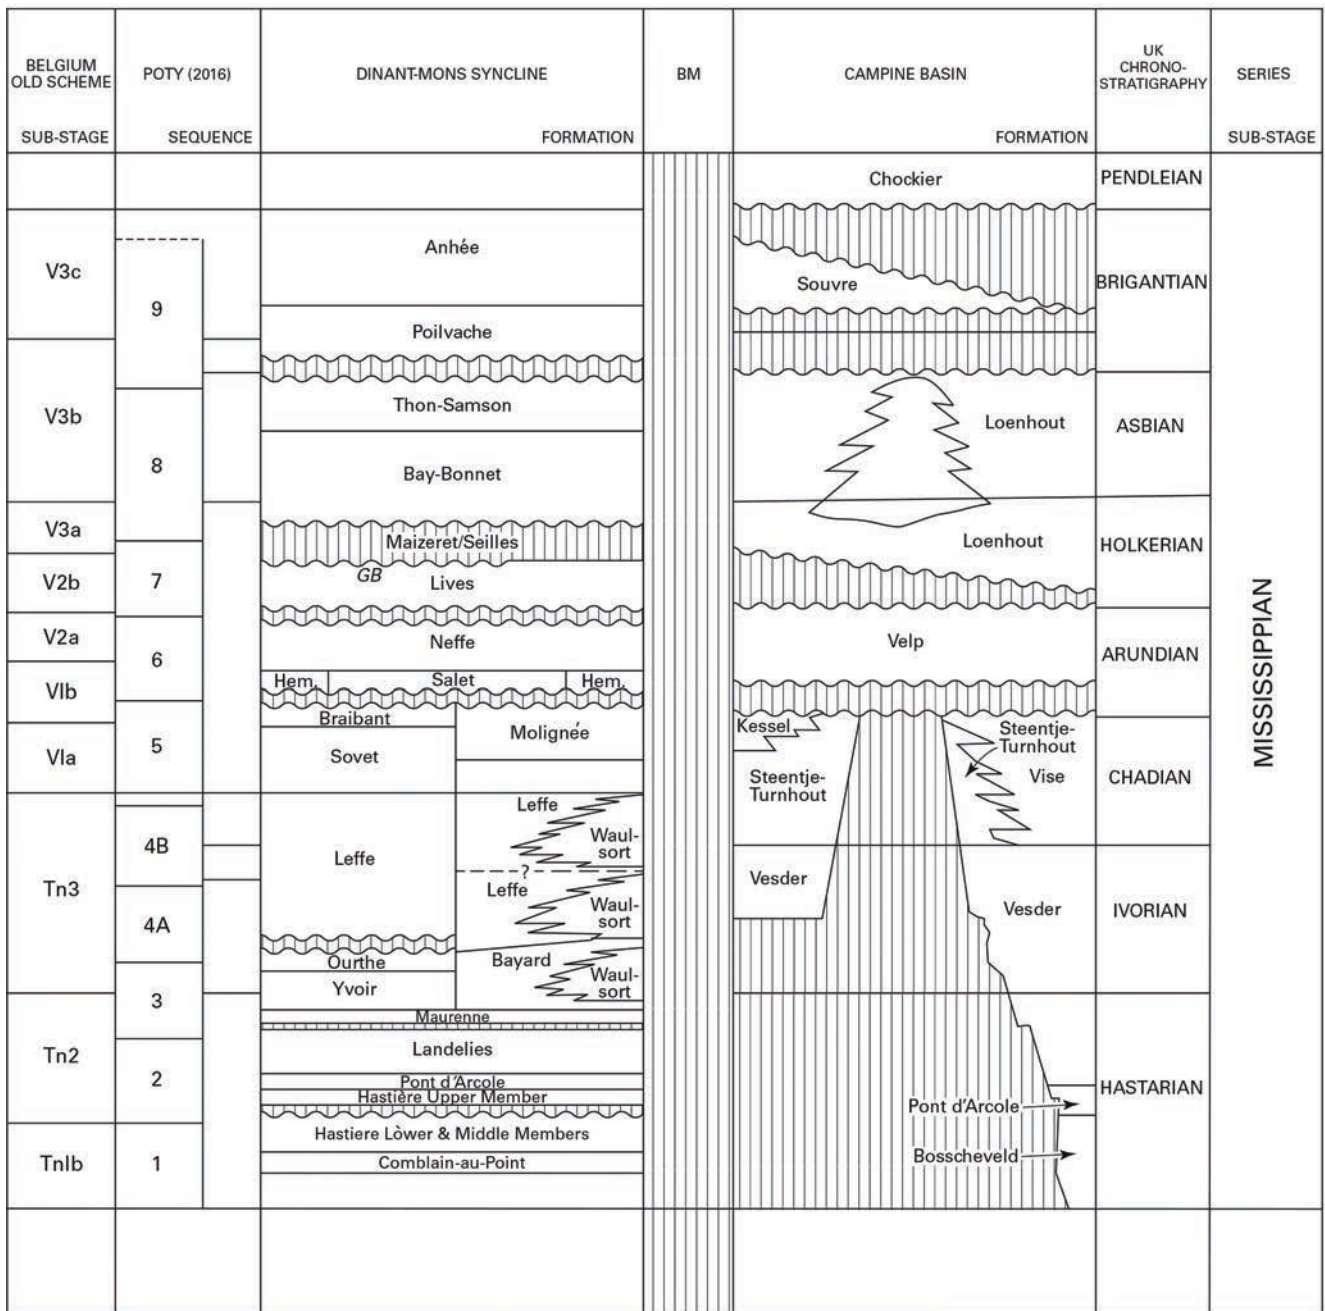 BELGIUM
OLD SCHEME
SUB-STAGE
POTY (2016)
SEQUENCE
DINANT-MONS SYNCLINE
FORMATION
BM
CAMPINE BASIN
FORMATION
UK
CHRONO-
STRATIGRAPHY
SERIES
SUB-STAGE
V3c
V3b
V3a
V2b
V2a
VIb
VIa
Tn3
Tn2
TnIb
9
8
7
6
5
4B
4A
3
2
1
Anhée
Poilvache
Thon-Samson
Bay-Bonnet
Maizeret/Seilles
GB
Lives
Neffe
Hem.
Salet
Hem.
Braibant
Sovet
Molignée
Leffe
Leffe
Waul-
sort
?
Leffe
Waul-
sort
Ourthe
Yvoir
Bayard
Waul-
sort
Maurenne
Landelies
Pont d'Arcole
Hastière Upper Member
Hastiere Lòwer & Middle Members
Comblain-au-Point
Chockier
Souvre
Loenhout
Loenhout
Velp
Kessel
Steentje-
Turnhout
Steentje-
Turnhout
Vise
Vesder
Vesder
Pont d'Arcole
Bosscheveld
PENDLEIAN
BRIGANTIAN
ASBIAN
HOLKERIAN
ARUNDIAN
CHADIAN
IVORIAN
HASTARIAN
MISSISSIPPIAN